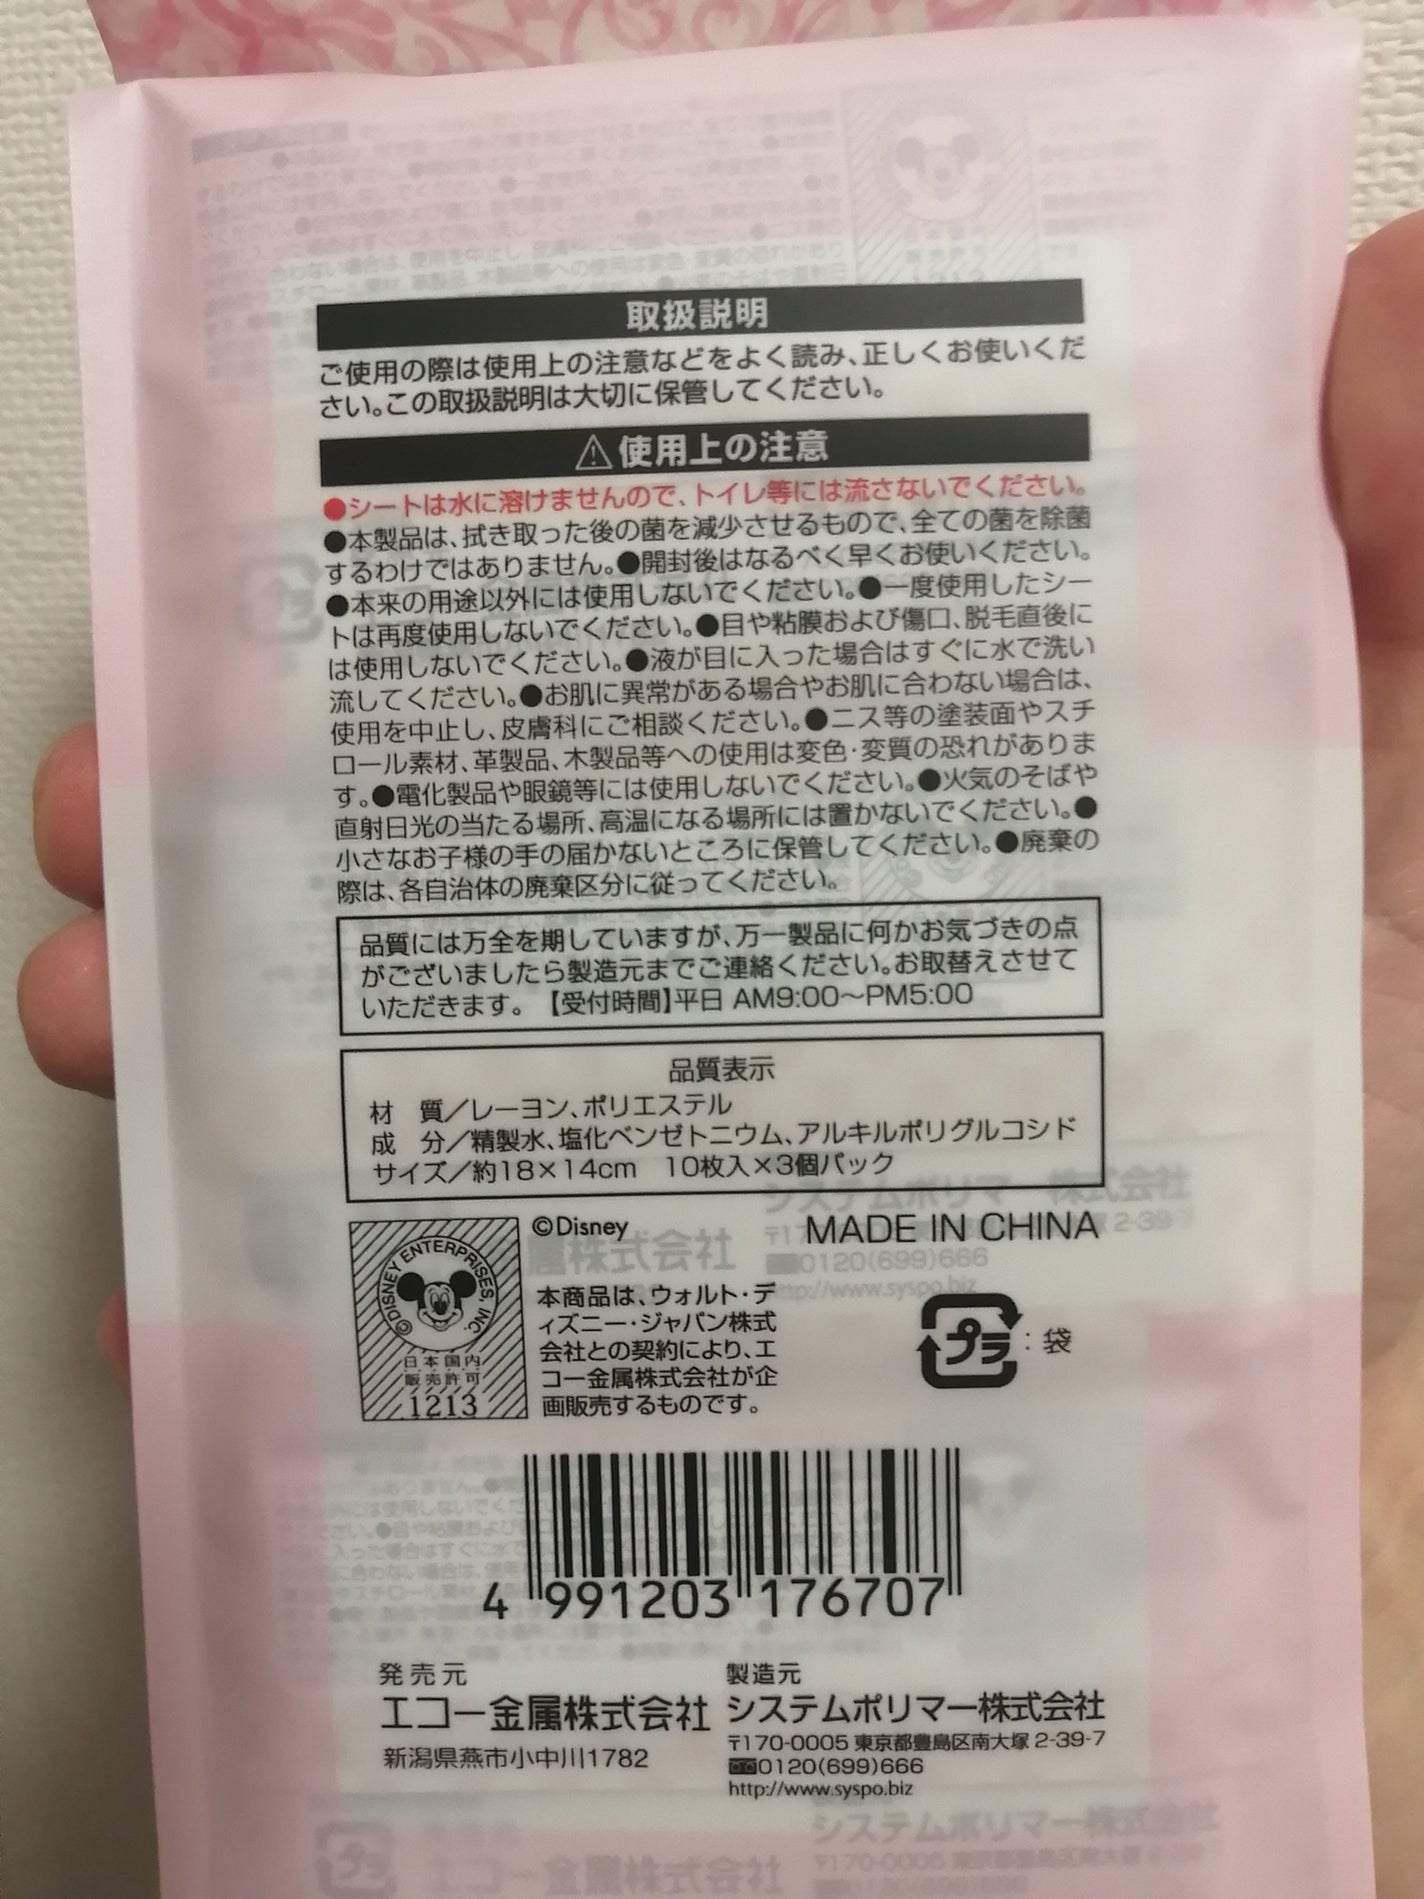 取扱説明
ご使用の際は使用上の注意などをよく読み、正しくお使いくだ
さい。この取扱説明は大切に保管してください。
⚠使用上の注意
●シートは水に溶けませんので、トイレ等には流さないでください。
●本製品は、拭き取った後の菌を減少させるもので、全ての菌を除菌
するわけではありません。●開封後はなるべく早くお使いください。
●本来の用途以外には使用しないでください。●一度使用したシー
トは再度使用しないでください。●目や粘膜および傷口、脱毛直後に
は使用しないでください。●液が目に入った場合はすぐに水で洗い
流してください。●お肌に異常がある場合やお肌に合わない場合は、
使用を中止し、皮膚科にご相談ください。●ニス等の塗装面やスチ
ロール素材、革製品、木製品等への使用は変色・変質の恐れがありま
す。●電化製品や眼鏡等には使用しないでください。●火気のそばや
直射日光の当たる場所、高温になる場所には置かないでください。●
小さなお子様の手の届かないところに保管してください。●廃棄の
際は、各自治体の廃棄区分に従ってください。
品質には万全を期していますが、万一製品に何かお気づきの点
がございましたら製造元までご連絡ください。お取替えさせて
いただきます。【受付時間】平日 AM9:00〜PM5:00
品質表示
材　質／レーヨン、ポリエステル
成　分／精製水、塩化ベンゼトニウム、アルキルポリグルコシド
サイズ／約18×14cm　10枚入×3個パック
©DISNEY ENTERPRISES, INC.
日本国内
販売許可
1213
©Disney
本商品は、ウォルト・デ
ィズニー・ジャパン株式
会社との契約により、エ
コー金属株式会社が企
画販売するものです。
MADE IN CHINA
プラ：袋
4 991203 176707
発売元
エコー金属株式会社
新潟県燕市小中川1782
製造元
システムポリマー株式会社
〒170-0005 東京都豊島区南大塚 2-39-7
0120(699)666
http://www.syspo.biz